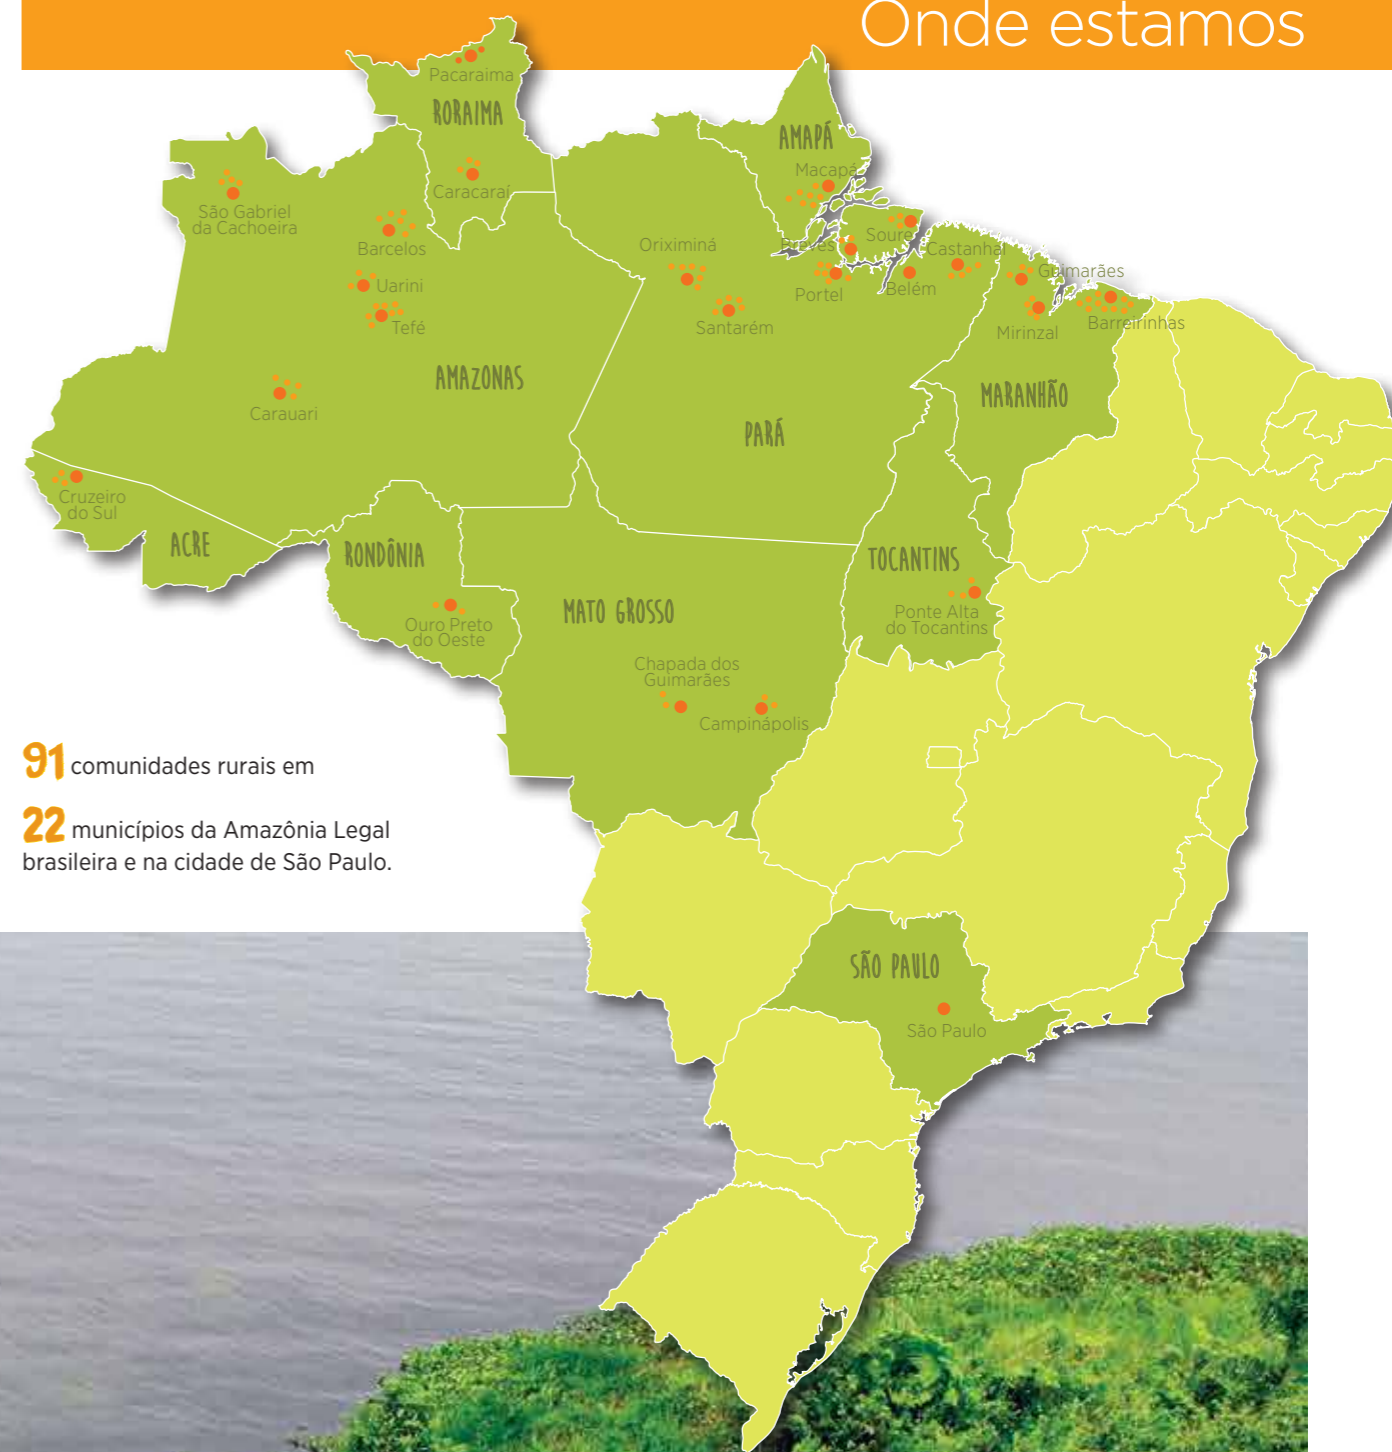 Onde estamos
Pacaraima
RORAIMA
Caracaraí
AMAPÁ
Macapá
São Gabriel
da Cachoeira
Barcelos
Uarini
Tefé
Carauari
AMAZONAS
Oriximiná
Santarém
Breves
Soure
Portel
Belém
Castanhal
Guimarães
Mirinzal
Barreirinhas
PARÁ
MARANHÃO
Cruzeiro
do Sul
ACRE
RONDÔNIA
Ouro Preto
do Oeste
MATO GROSSO
Chapada dos
Guimarães
Campinápolis
TOCANTINS
Ponte Alta
do Tocantins
91 comunidades rurais em
22 municípios da Amazônia Legal
brasileira e na cidade de São Paulo.
SÃO PAULO
São Paulo